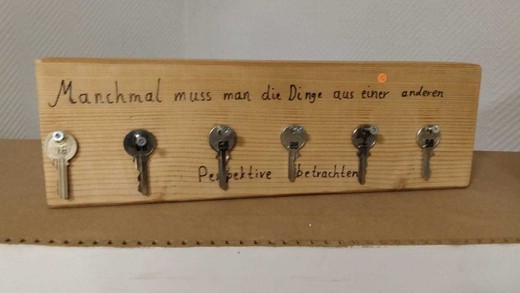 Manchmal muss man die Dinge aus einer anderen
Perspektive betrachten